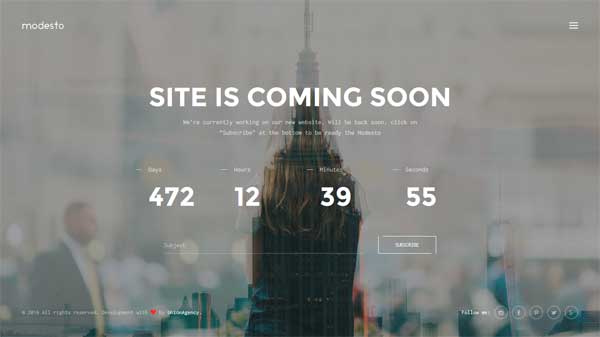 modesto
SITE IS COMING SOON
We're currently working on our new website. Will be back soon, click on
"Subscribe" at the bottom to be ready the Modesto
Days Hours Minutes Seconds
472 12 39 55
Subject SUBSCRIBE
© 2016 All rights reserved. Development with ❤ by UnionAgency. Follow me: